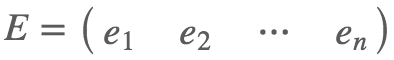 E = ( e₁ e₂ ⋯ eₙ )